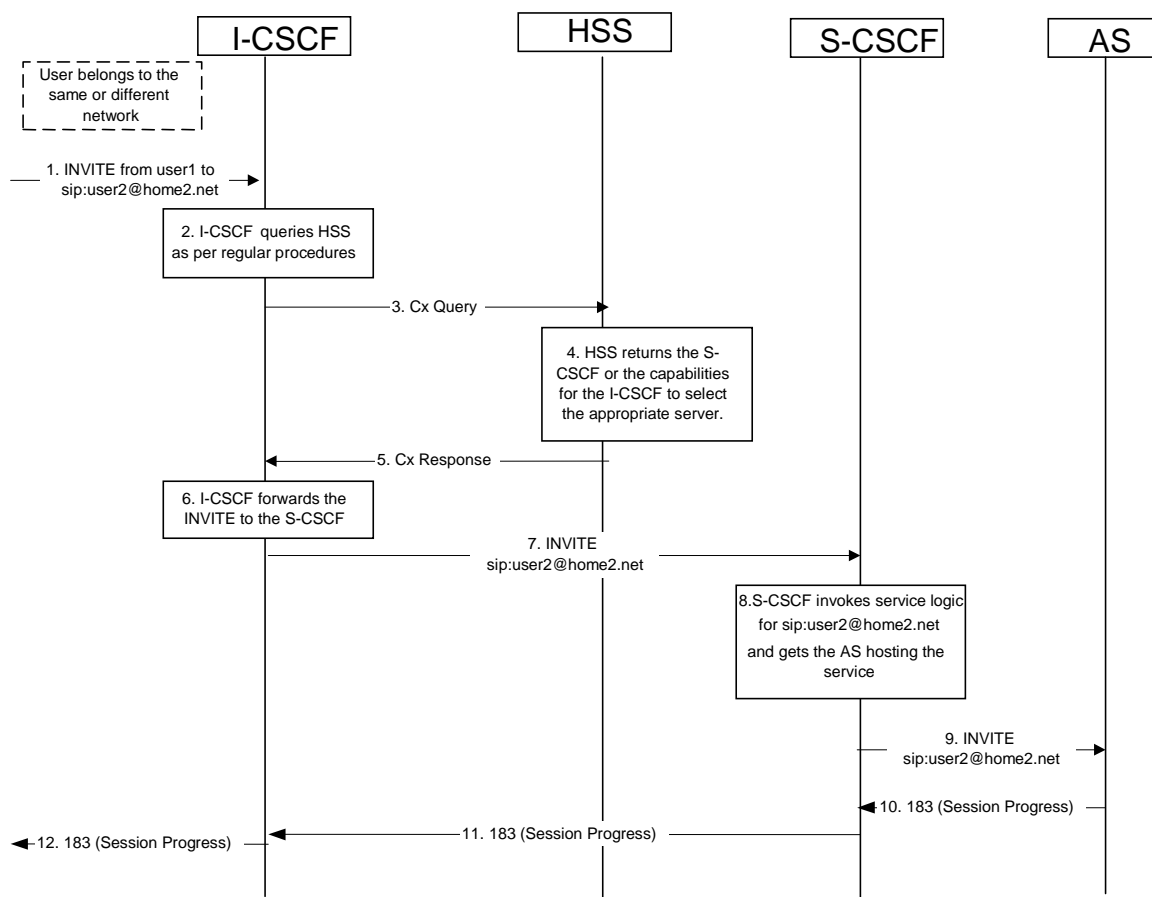 I-CSCF
HSS
S-CSCF
AS
User belongs to the
same or different
network
1. INVITE from user1 to
sip:user2@home2.net
2. I-CSCF queries HSS
as per regular procedures
3. Cx Query
4. HSS returns the S-
CSCF or the capabilities
for the I-CSCF to select
the appropriate server.
5. Cx Response
6. I-CSCF forwards the
INVITE to the S-CSCF
7. INVITE
sip:user2@home2.net
8.S-CSCF invokes service logic
for sip:user2@home2.net
and gets the AS hosting the
service
9. INVITE
sip:user2@home2.net
10. 183 (Session Progress)
11. 183 (Session Progress)
12. 183 (Session Progress)